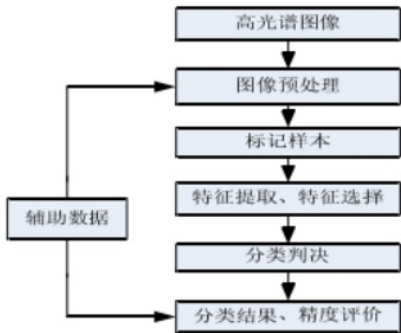 高光谱图像
图像预处理
标记样本
特征提取、特征选择
辅助数据
分类判决
分类结果、精度评价